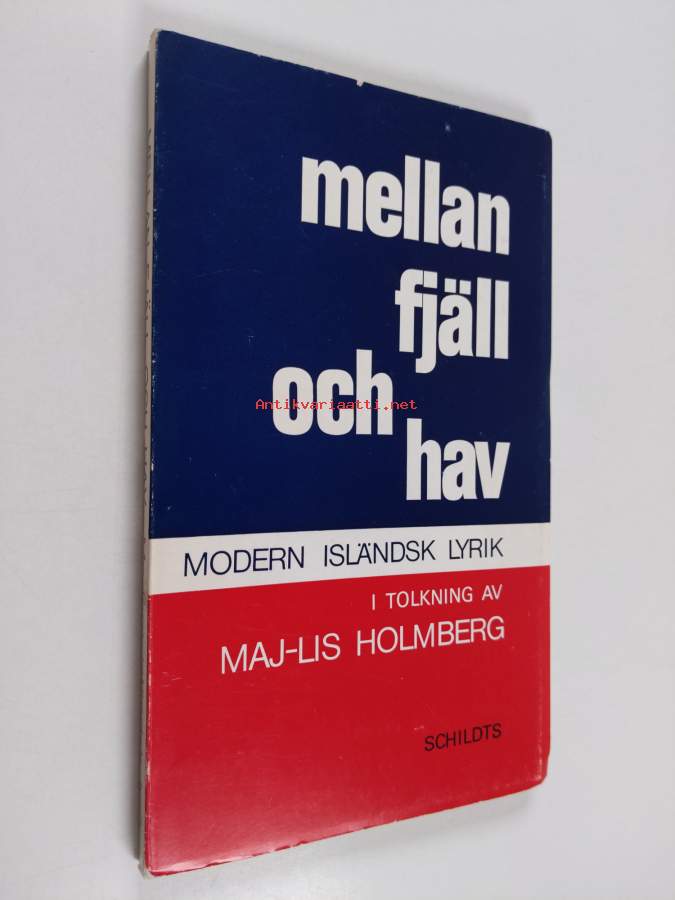 mellan
fjäll
och
Antikvariaatti.net
hav
MODERN ISLÄNDSK LYRIK
I TOLKNING AV
MAJ-LIS HOLMBERG
SCHILDTS